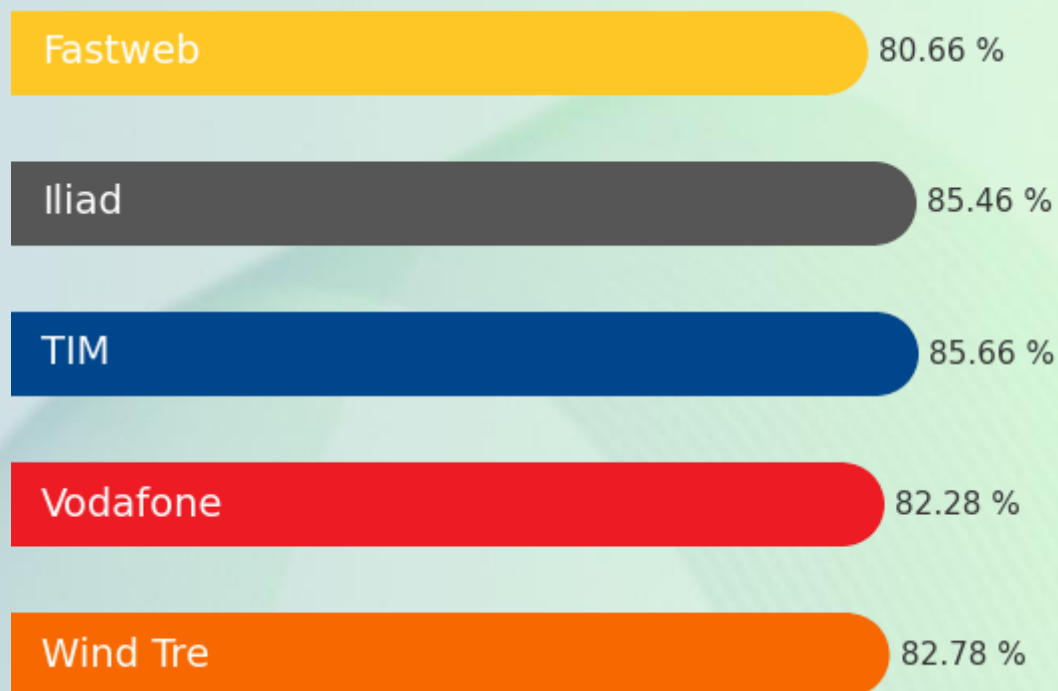 Fastweb 80.66 %
Iliad 85.46 %
TIM 85.66 %
Vodafone 82.28 %
Wind Tre 82.78 %